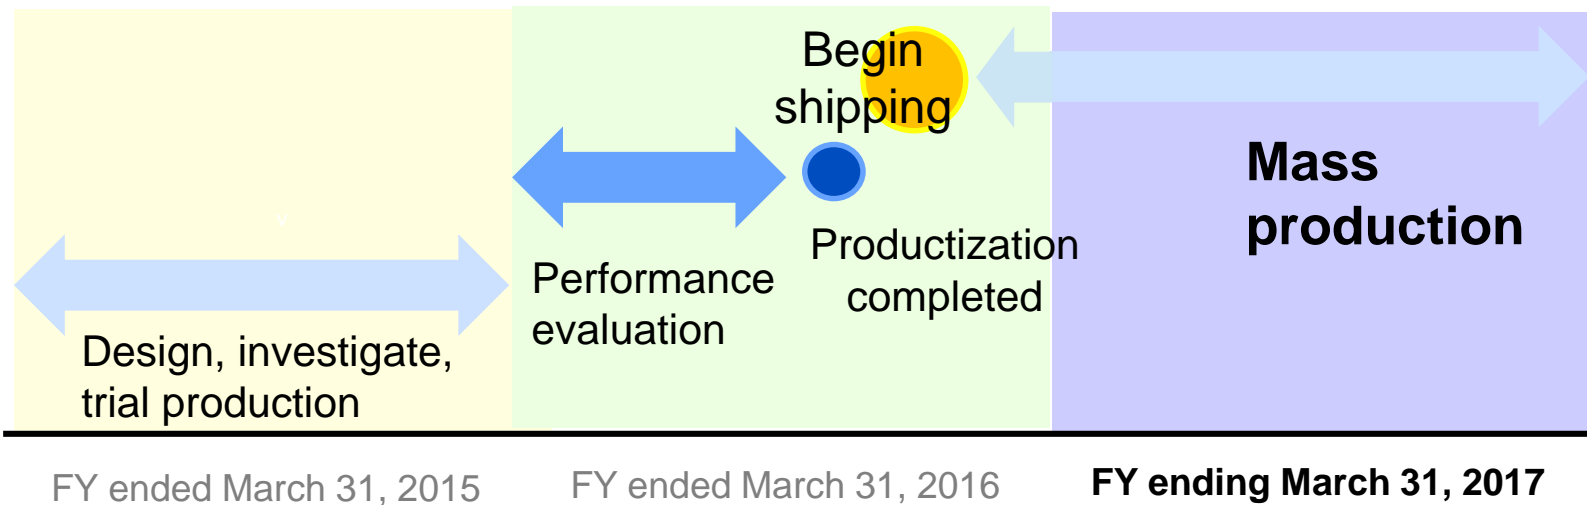 Begin
shipping
Mass
production
Productization
completed
Performance
evaluation
Design, investigate,
trial production
FY ended March 31, 2015
FY ended March 31, 2016
FY ending March 31, 2017